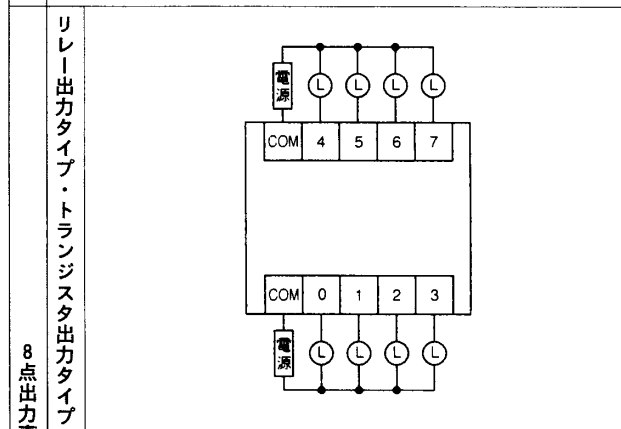 8点出力
リレー出力タイプ・トランジスタ出力タイプ
電源 L L L L
COM 4 5 6 7
COM 0 1 2 3
電源 L L L L